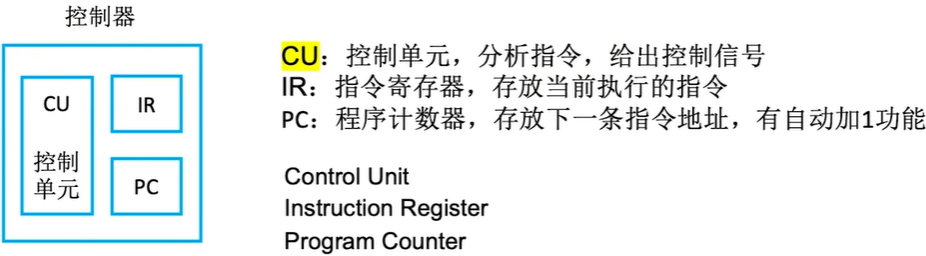 控制器
CU
控制
单元
IR
PC
CU：控制单元，分析指令，给出控制信号
IR：指令寄存器，存放当前执行的指令
PC：程序计数器，存放下一条指令地址，有自动加1功能
Control Unit
Instruction Register
Program Counter